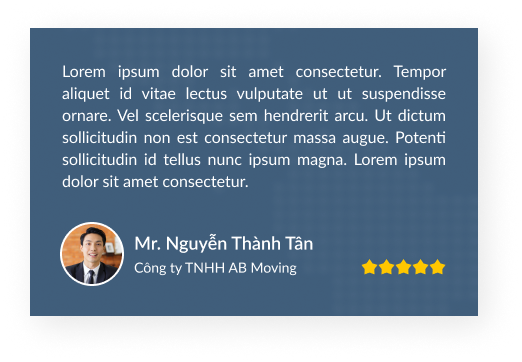 Lorem ipsum dolor sit amet consectetur. Tempor
aliquet id vitae lectus vulputate ut ut suspendisse
ornare. Vel scelerisque sem hendrerit arcu. Ut dictum
sollicitudin non est consectetur massa augue. Potenti
sollicitudin id tellus nunc ipsum magna. Lorem ipsum
dolor sit amet consectetur.
Mr. Nguyễn Thành Tân
Công ty TNHH AB Moving